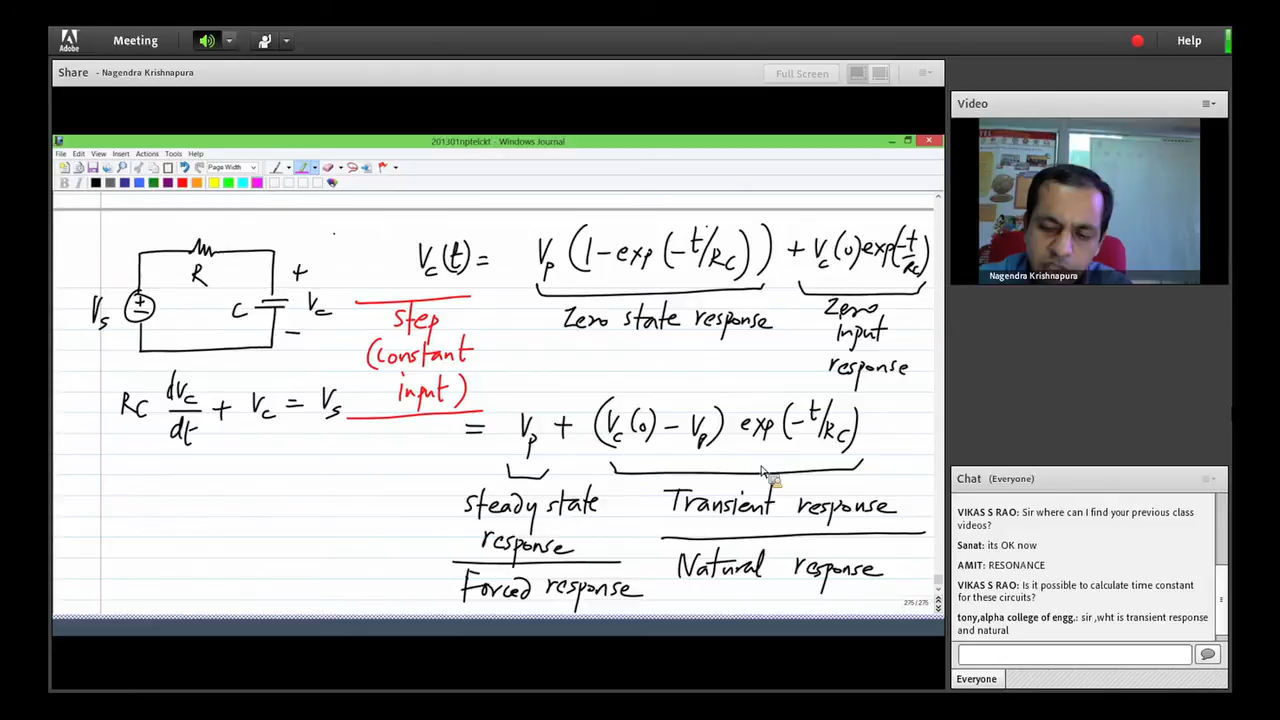 Adobe
Meeting
Help
Share - Nagendra Krishnapura
Full Screen
201301nptelckt - Windows Journal
File Edit View Insert Actions Tools Help
Page Width
B I
R
+
Vs
+
-
C
Vc
-
RC dvc/dt + Vc = Vs
step
(constant
input)
Vc(t) = Vp (1-exp(-t/RC)) + Vc(0)exp(-t/RC)
Zero state response
Zero
input
response
= Vp + (Vc(0) - Vp) exp(-t/RC)
steady state
response
Forced response
Transient response
Natural response
275/275
Video
Nagendra Krishnapura
Chat (Everyone)
VIKAS S RAO: Sir where can I find your previous class
videos?
Sanat: its OK now
AMIT: RESONANCE
VIKAS S RAO: Is it possible to calculate time constant
for these circuits?
tony,alpha college of engg.: sir ,wht is transient response
and natural
Everyone